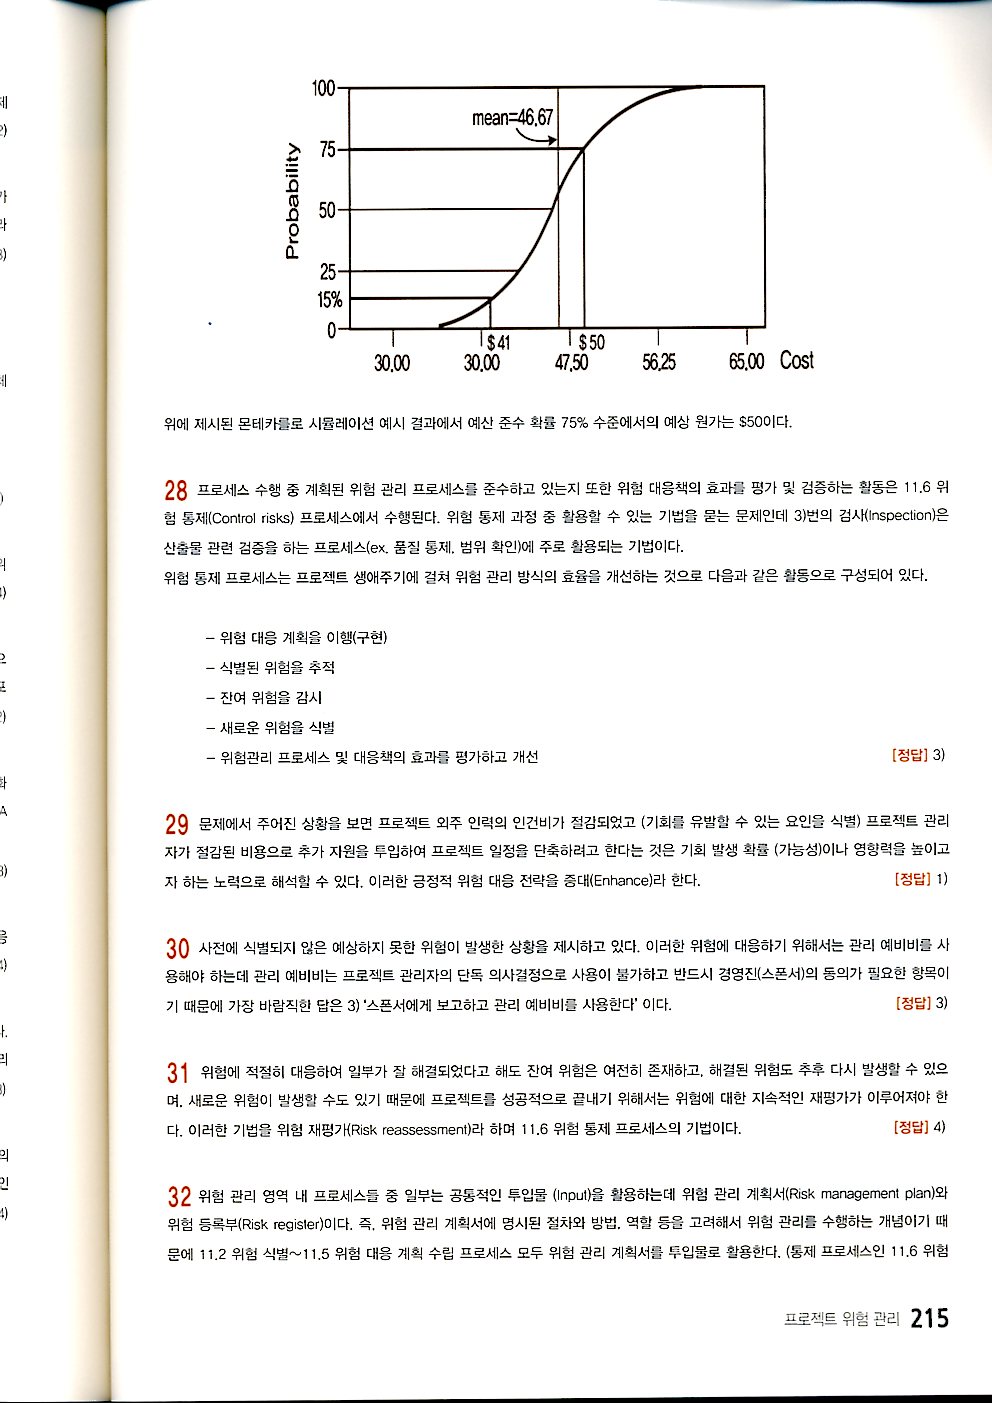 100
mean=46.67
75
50
25
15%
0
Probability
$41
$50
30.00
30.00
47.50
56.25
65.00
Cost
위에 제시된 몬테카를로 시뮬레이션 예시 결과에서 예산 준수 확률 75% 수준에서의 예상 원가는 $50이다.
28 프로세스 수행 중 계획된 위험 관리 프로세스를 준수하고 있는지 또한 위험 대응책의 효과를 평가 및 검증하는 활동은 11.6 위
험 통제(Control risks) 프로세스에서 수행된다. 위험 통제 과정 중 활용할 수 있는 기법을 묻는 문제인데 3)번의 검사(Inspection)은
산출물 관련 검증을 하는 프로세스(ex. 품질 통제, 범위 확인)에 주로 활용되는 기법이다.
위험 통제 프로세스는 프로젝트 생애주기에 걸쳐 위험 관리 방식의 효율을 개선하는 것으로 다음과 같은 활동으로 구성되어 있다.
– 위험 대응 계획을 이행(구현)
– 식별된 위험을 추적
– 잔여 위험을 감시
– 새로운 위험을 식별
– 위험관리 프로세스 및 대응책의 효과를 평가하고 개선 [정답] 3)
29 문제에서 주어진 상황을 보면 프로젝트 외주 인력의 인건비가 절감되었고 (기회를 유발할 수 있는 요인을 식별) 프로젝트 관리
자가 절감된 비용으로 추가 자원을 투입하여 프로젝트 일정을 단축하려고 한다는 것은 기회 발생 확률 (가능성)이나 영향력을 높이고
자 하는 노력으로 해석할 수 있다. 이러한 긍정적 위험 대응 전략을 증대(Enhance)라 한다. [정답] 1)
30 사전에 식별되지 않은 예상하지 못한 위험이 발생한 상황을 제시하고 있다. 이러한 위험에 대응하기 위해서는 관리 예비비를 사
용해야 하는데 관리 예비비는 프로젝트 관리자의 단독 의사결정으로 사용이 불가하고 반드시 경영진(스폰서)의 동의가 필요한 항목이
기 때문에 가장 바람직한 답은 3) '스폰서에게 보고하고 관리 예비비를 사용한다' 이다. [정답] 3)
31 위험에 적절히 대응하여 일부가 잘 해결되었다고 해도 잔여 위험은 여전히 존재하고, 해결된 위험도 추후 다시 발생할 수 있으
며, 새로운 위험이 발생할 수도 있기 때문에 프로젝트를 성공적으로 끝내기 위해서는 위험에 대한 지속적인 재평가가 이루어져야 한
다. 이러한 기법을 위험 재평가(Risk reassessment)라 하며 11.6 위험 통제 프로세스의 기법이다. [정답] 4)
32 위험 관리 영역 내 프로세스들 중 일부는 공통적인 투입물 (Input)을 활용하는데 위험 관리 계획서(Risk management plan)와
위험 등록부(Risk register)이다. 즉, 위험 관리 계획서에 명시된 절차와 방법, 역할 등을 고려해서 위험 관리를 수행하는 개념이기 때
문에 11.2 위험 식별～11.5 위험 대응 계획 수립 프로세스 모두 위험 관리 계획서를 투입물로 활용한다. (통제 프로세스인 11.6 위험
프로젝트 위험 관리 215